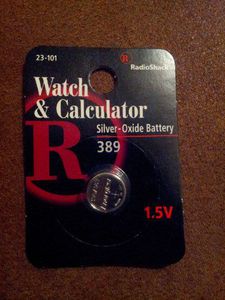 23-101
R RadioShack
Watch
& Calculator
Silver-Oxide Battery
389
R
1.5V